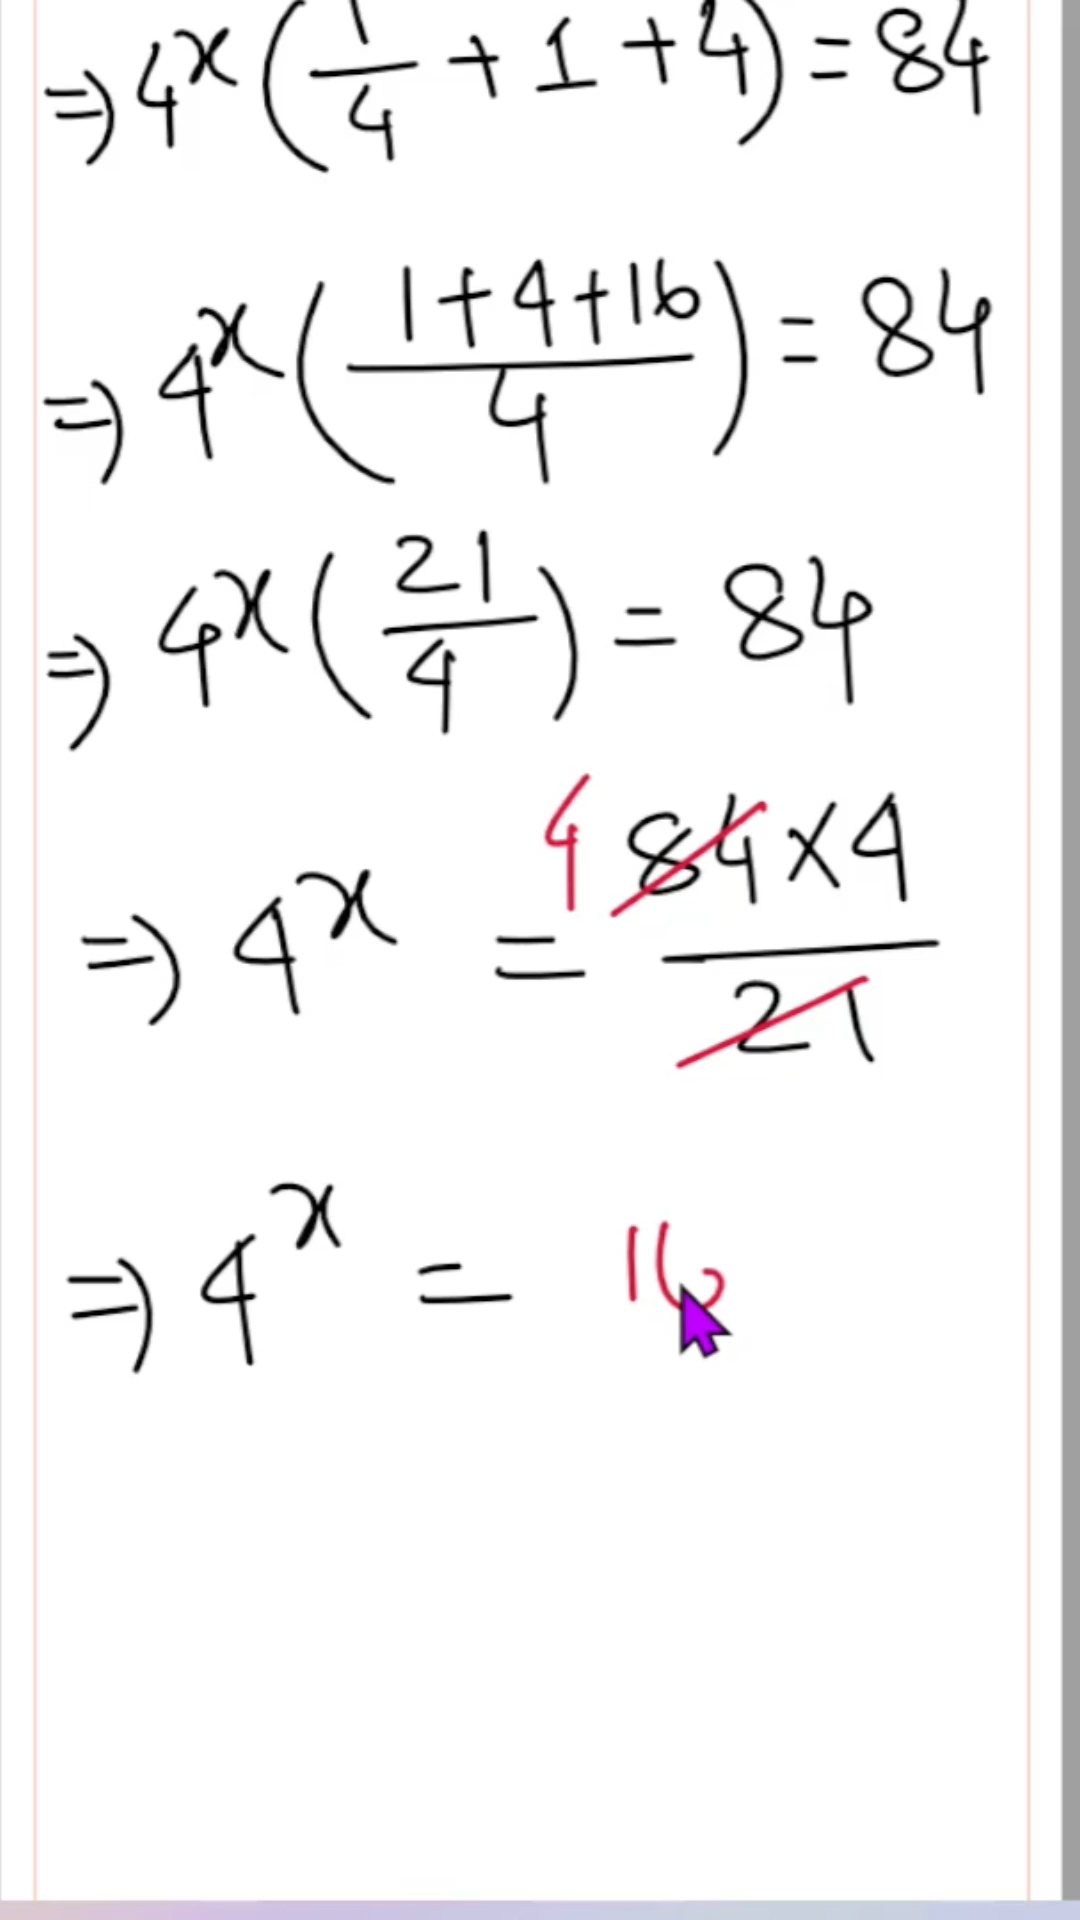 ⇒ 4^x (1/4 + 1 + 4) = 84
⇒ 4^x ((1+4+16)/4) = 84
⇒ 4^x (21/4) = 84
4
⇒ 4^x = (84×4)/21
⇒ 4^x = 16